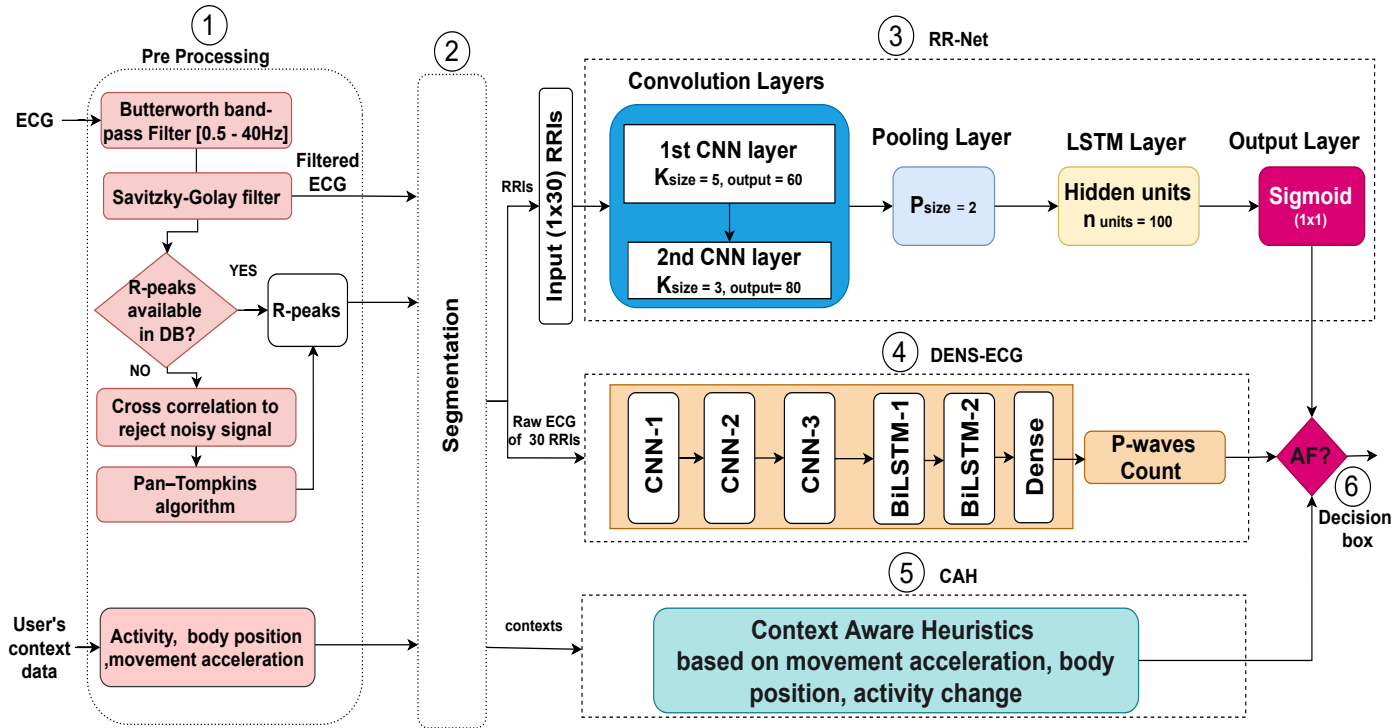 1
Pre Processing
ECG
Butterworth band-
pass Filter [0.5 - 40Hz]
Filtered
ECG
Savitzky-Golay filter
R-peaks
available
in DB?
YES
R-peaks
NO
Cross correlation to
reject noisy signal
Pan–Tompkins
algorithm
User's
context
data
Activity, body position
,movement acceleration
2
Segmentation
RRIs
Raw ECG
of 30 RRIs
contexts
3 RR-Net
Input (1x30) RRIs
Convolution Layers
1st CNN layer
Ksize = 5, output = 60
2nd CNN layer
Ksize = 3, output= 80
Pooling Layer
Psize = 2
LSTM Layer
Hidden units
n units = 100
Output Layer
Sigmoid
(1x1)
4 DENS-ECG
CNN-1
CNN-2
CNN-3
BiLSTM-1
BiLSTM-2
Dense
P-waves
Count
5 CAH
Context Aware Heuristics
based on movement acceleration, body
position, activity change
AF?
6
Decision
box